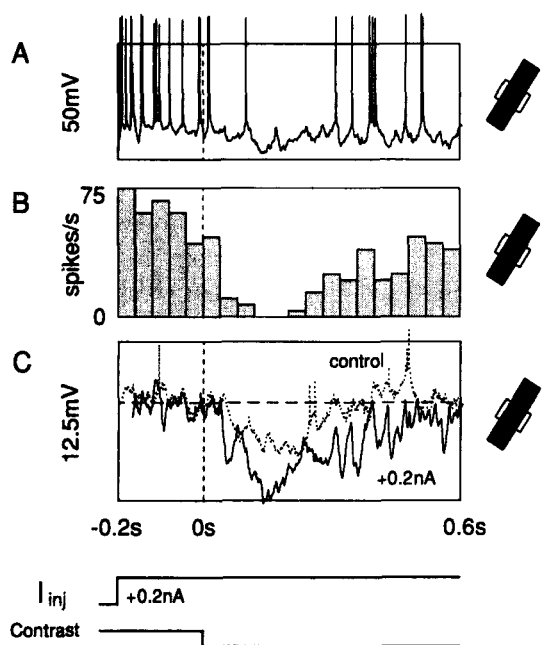 A
50mV
B
75
spikes/s
0
C
control
12.5mV
+0.2nA
-0.2s
0s
0.6s
I inj
+0.2nA
Contrast